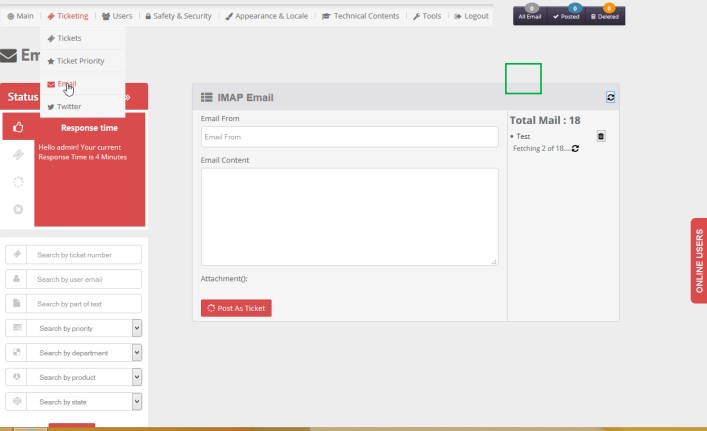 Main Ticketing Users Safety & Security Appearance & Locale Technical Contents Tools Logout
0 0 0
All Email Posted Deleted
Tickets
Ticket Priority
Email
Twitter
Em
Status
»
Response time
Hello admin! Your current
Response Time is 4 Minutes
Search by ticket number
Search by user email
Search by part of text
Search by priority
Search by department
Search by product
Search by state
IMAP Email
Email From
Email From
Email Content
Attachment():
Post As Ticket
Total Mail : 18
Test
Fetching 2 of 18....
ONLINE USERS